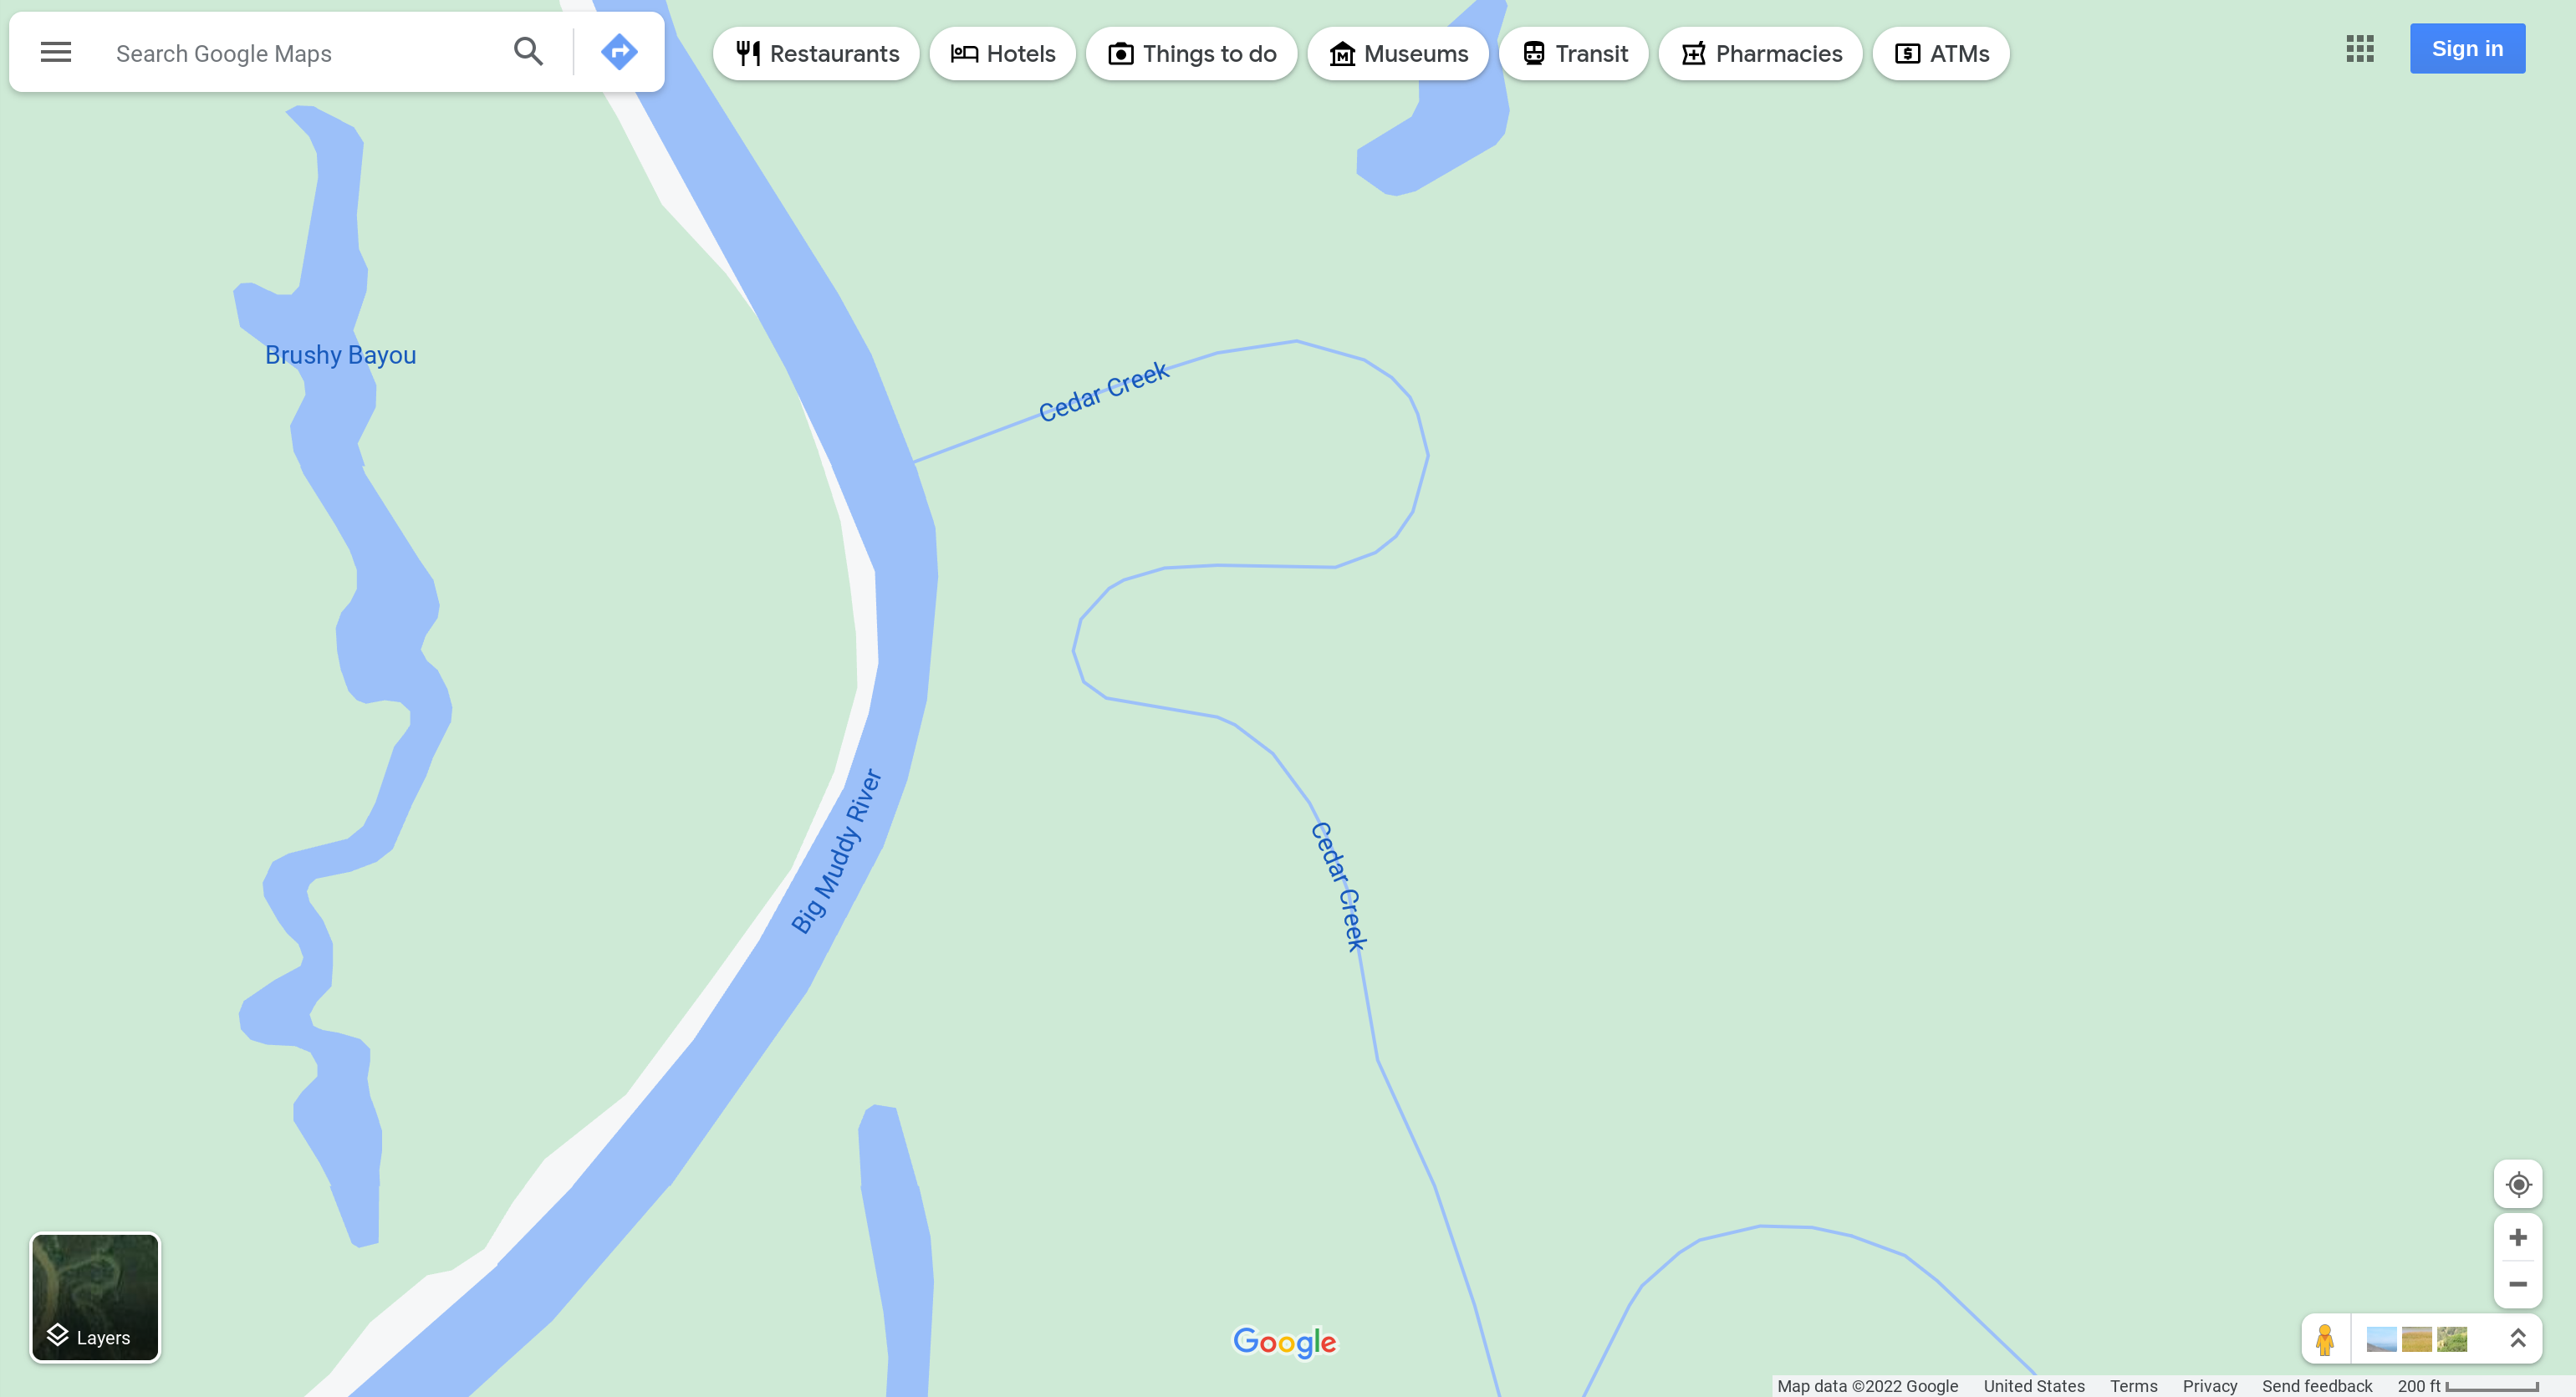 Search Google Maps
Restaurants
Hotels
Things to do
Museums
Transit
Pharmacies
ATMs
Sign in
Brushy Bayou
Cedar Creek
Big Muddy River
Cedar Creek
Layers
Google
Map data ©2022 Google
United States
Terms
Privacy
Send feedback
200 ft